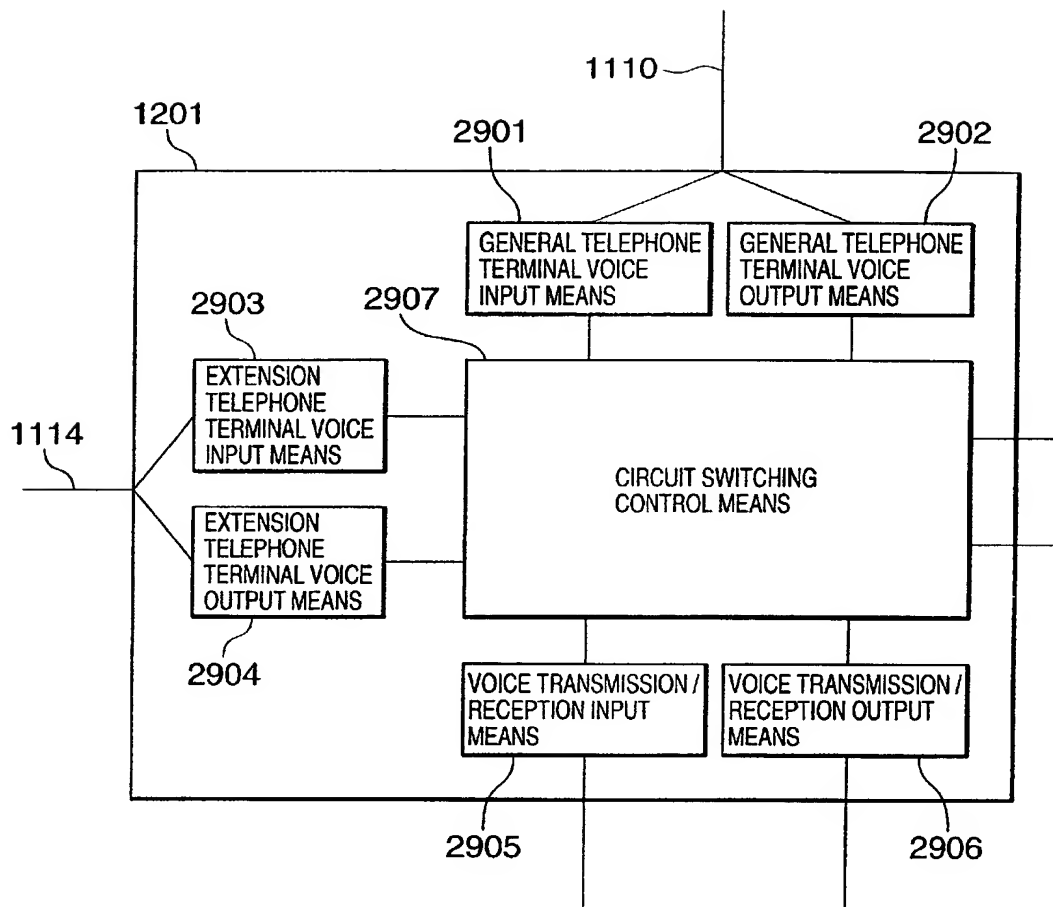 1110
1201
2901
2902
GENERAL TELEPHONE
TERMINAL VOICE
INPUT MEANS
GENERAL TELEPHONE
TERMINAL VOICE
OUTPUT MEANS
2903
2907
EXTENSION
TELEPHONE
TERMINAL VOICE
INPUT MEANS
1114
CIRCUIT SWITCHING
CONTROL MEANS
EXTENSION
TELEPHONE
TERMINAL VOICE
OUTPUT MEANS
2904
VOICE TRANSMISSION /
RECEPTION INPUT
MEANS
VOICE TRANSMISSION /
RECEPTION OUTPUT
MEANS
2905
2906